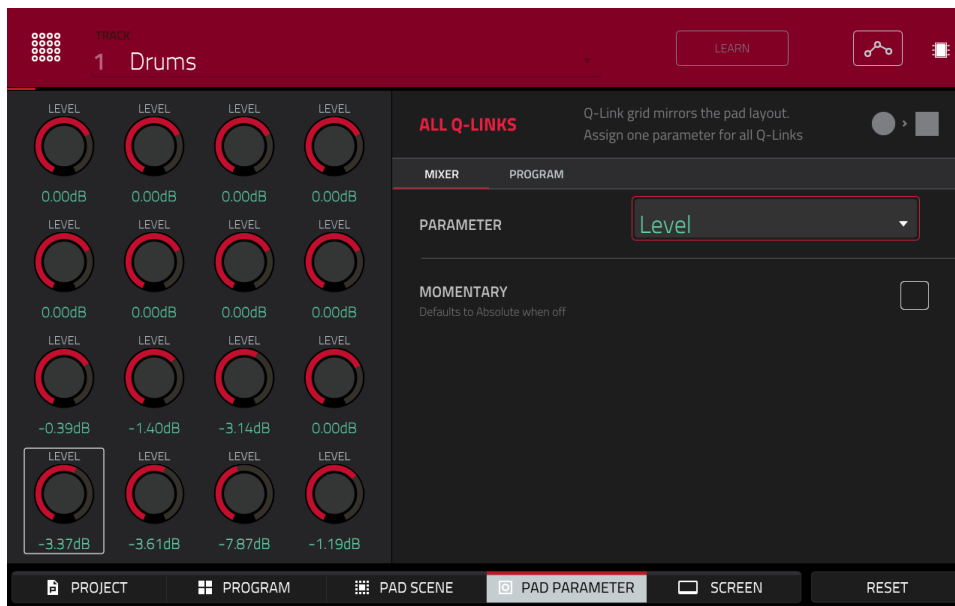 TRACK
1 Drums
LEARN
LEVEL LEVEL LEVEL LEVEL
0.00dB 0.00dB 0.00dB 0.00dB
LEVEL LEVEL LEVEL LEVEL
0.00dB 0.00dB 0.00dB 0.00dB
LEVEL LEVEL LEVEL LEVEL
-0.39dB -1.40dB -3.14dB 0.00dB
LEVEL LEVEL LEVEL LEVEL
-3.37dB -3.61dB -7.87dB -1.19dB
ALL Q-LINKS
Q-Link grid mirrors the pad layout.
Assign one parameter for all Q-Links
MIXER PROGRAM
PARAMETER Level
MOMENTARY
Defaults to Absolute when off
PROJECT PROGRAM PAD SCENE PAD PARAMETER SCREEN RESET